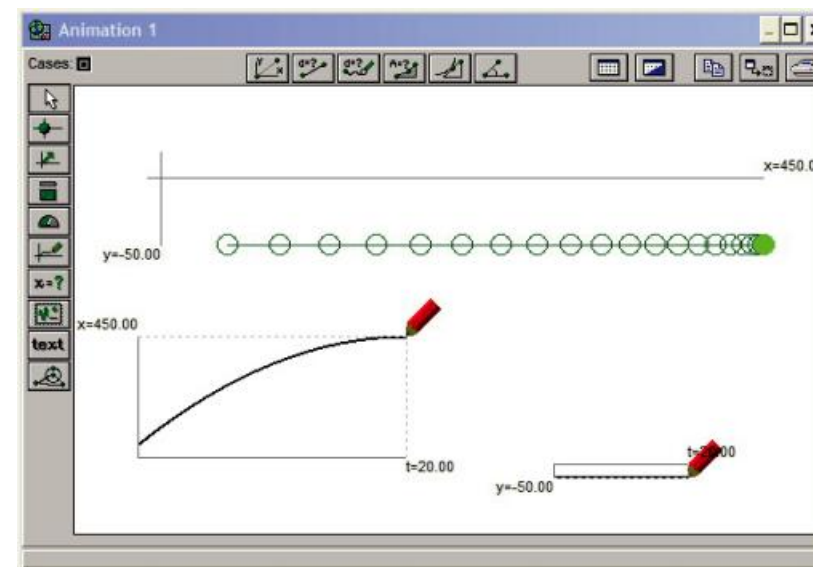 Animation 1
Cases:
x=450.0
y=-50.00
x=?
x=450.00
text
t=20.00
y=-50.00